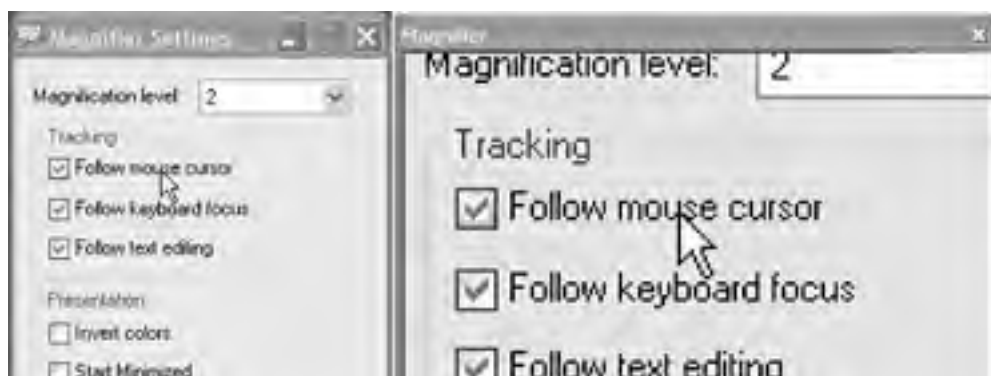 Magnifier Settings
Magnification level: 2
Tracking
Follow mouse cursor
Follow keyboard focus
Follow text editing
Presentation
Invert colors
Start Minimized
Magnifier
Magnification level: 2
Tracking
Follow mouse cursor
Follow keyboard focus
Follow text editing